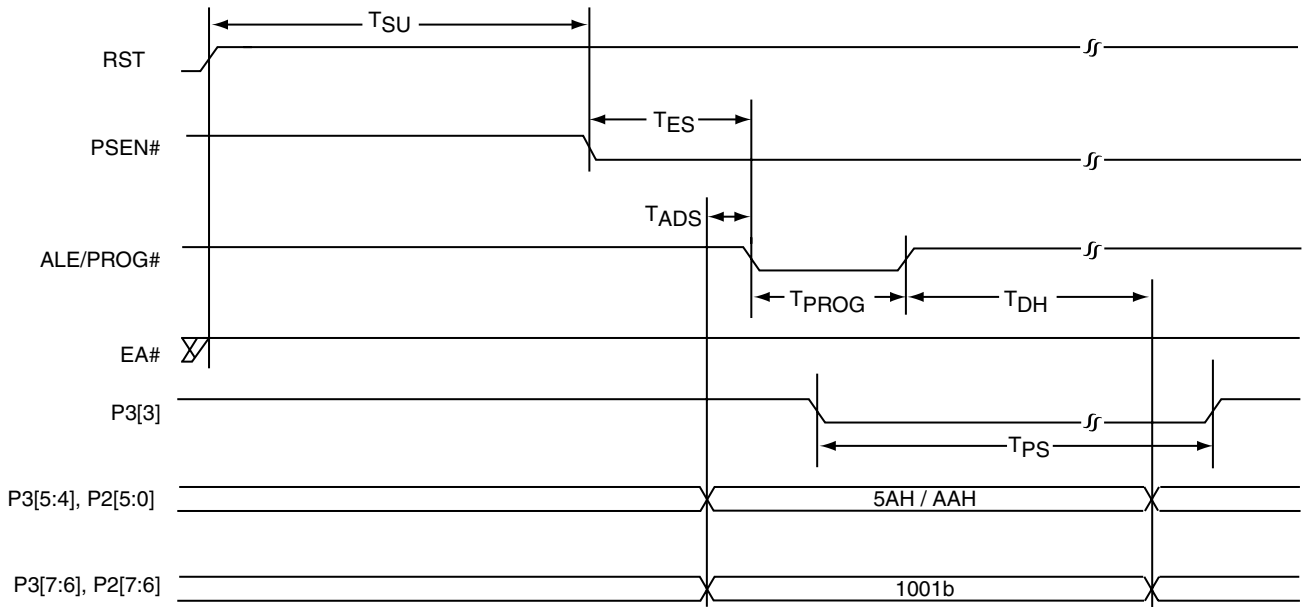 TSU
RST
TES
PSEN#
TADS
ALE/PROG#
TPROG
TDH
EA#
P3[3]
TPS
P3[5:4], P2[5:0]
5AH / AAH
P3[7:6], P2[7:6]
1001b